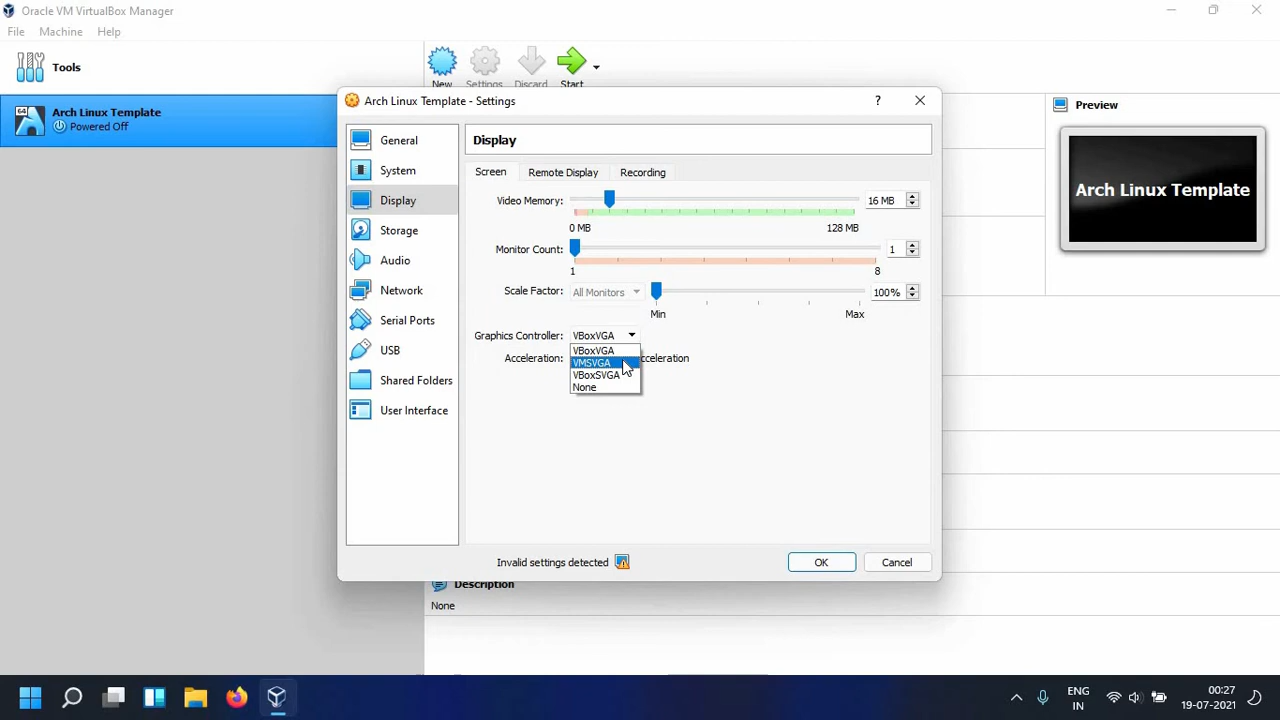 Oracle VM VirtualBox Manager
File Machine Help
Tools
New Settings Discard Start
Arch Linux Template
64
Powered Off
Arch Linux Template - Settings
?
General
System
Display
Storage
Audio
Network
Serial Ports
USB
Shared Folders
User Interface
Display
Screen Remote Display Recording
Video Memory: 16 MB
0 MB 128 MB
Monitor Count: 1
1 8
Scale Factor: All Monitors 100%
Min Max
Graphics Controller: VBoxVGA
VBoxVGA
VMSVGA
VBoxSVGA
None
Acceleration: cceleration
Invalid settings detected
OK Cancel
Preview
Arch Linux Template
Description
None
ENG
IN
00:27
19-07-2021